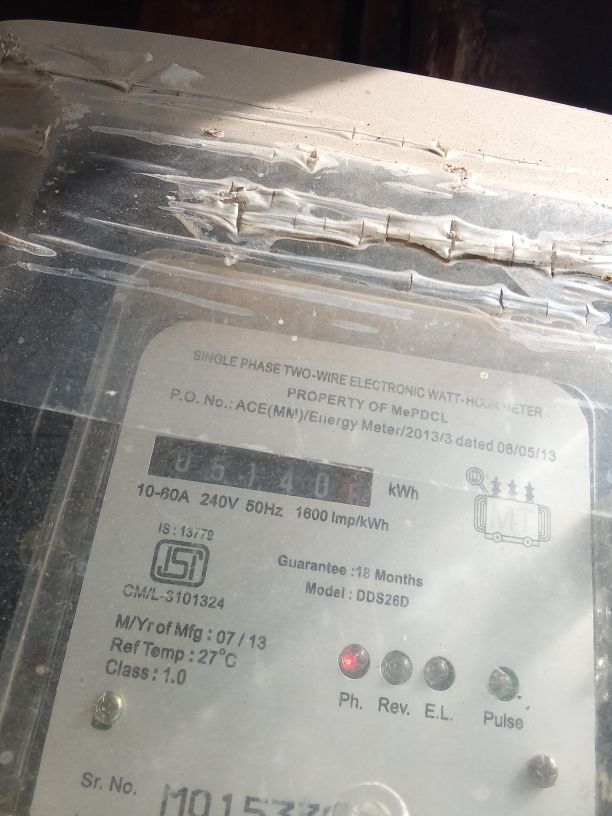 SINGLE PHASE TWO-WIRE ELECTRONIC WATT-HOUR METER
PROPERTY OF MePDCL
P.O. No.: ACE(MM)/Energy Meter/2013/3 dated 08/05/13
kWh
10-60A 240V 50Hz 1600 Imp/kWh
MT
IS : 13779
ISI
CM/L-3101324
Guarantee :18 Months
Model : DDS26D
M/Yr of Mfg : 07 / 13
Ref Temp : 27°C
Class : 1.0
Ph. Rev. E.L. Pulse
Sr. No.